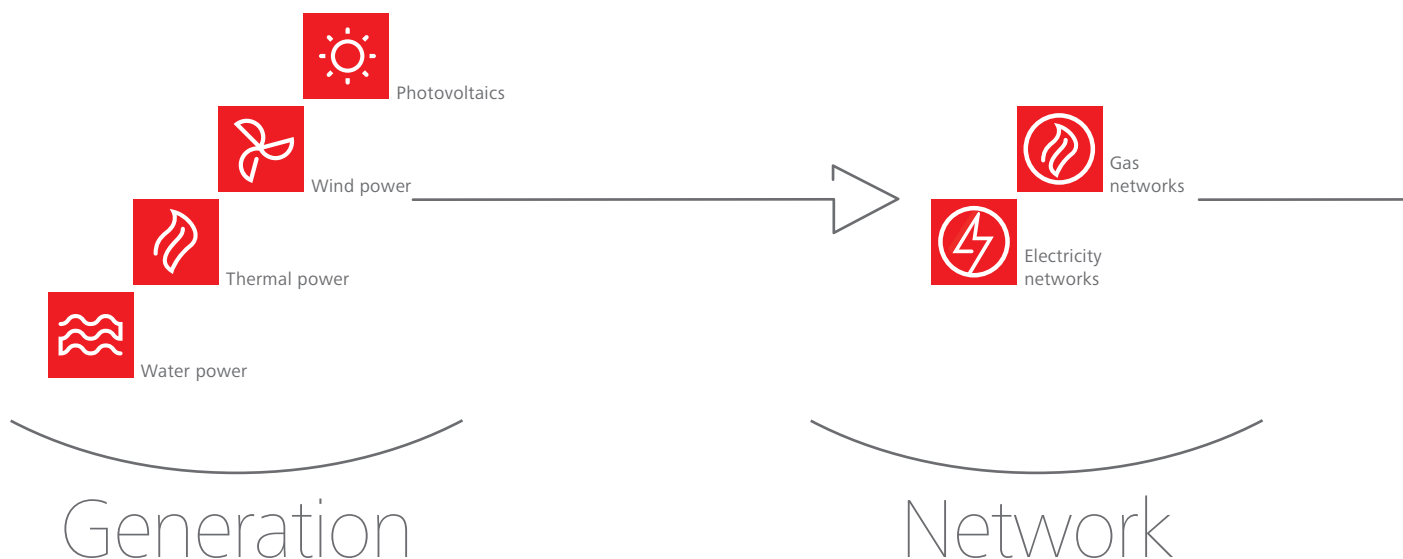 Photovoltaics
Wind power
Thermal power
Water power
Generation
Gas
networks
Electricity
networks
Network